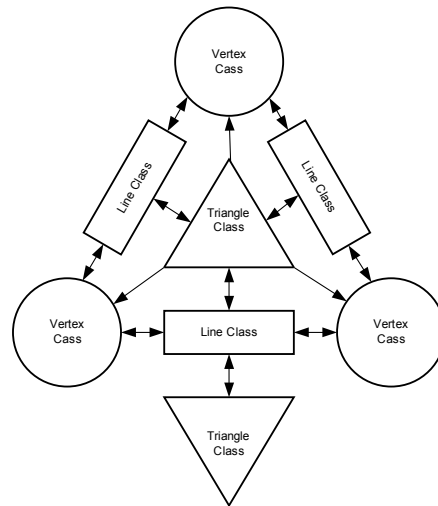 Vertex
Cass
Line Class
Line Class
Triangle
Class
Vertex
Cass
Line Class
Vertex
Cass
Triangle
Class